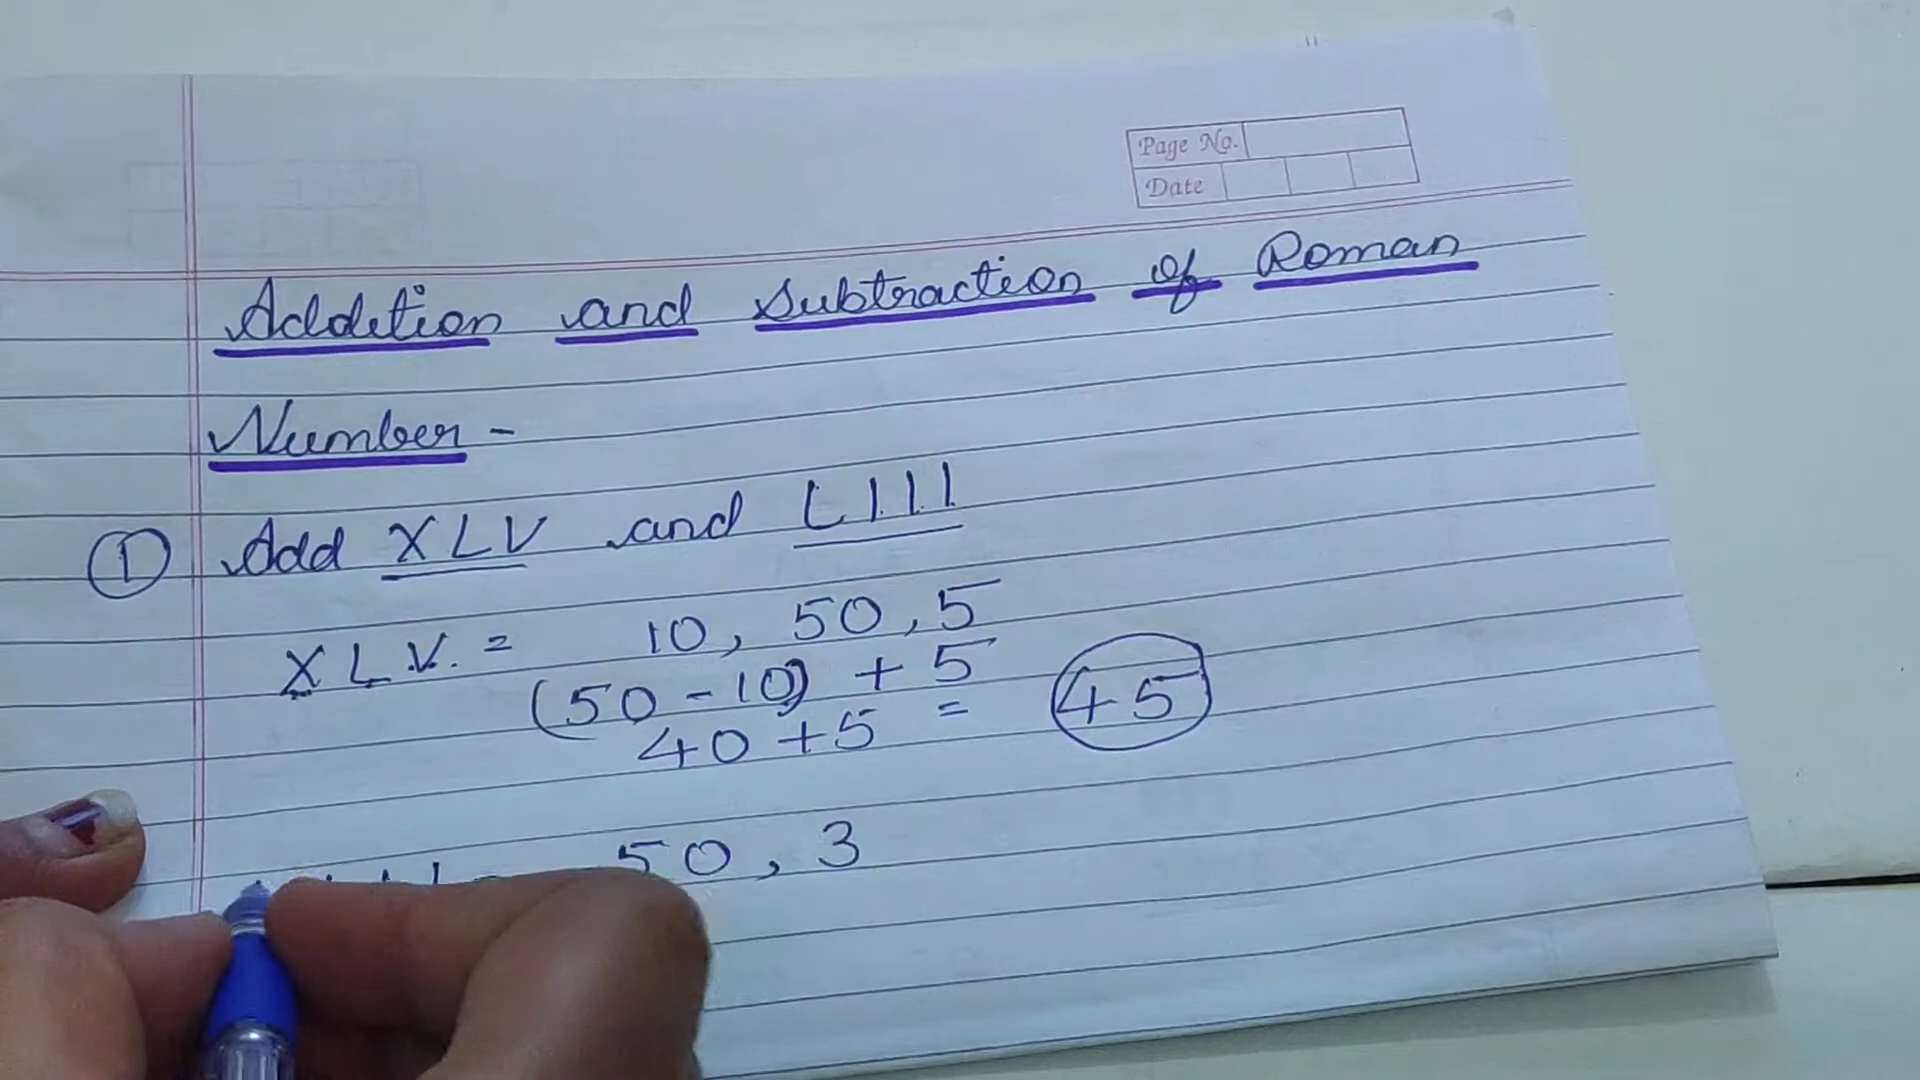 Page No.
Date
Addition and Subtraction of Roman
Number -
① Add XLV and LIII
XLV. = 10, 50, 5
(50 - 10) + 5
40 + 5 = 45
50, 3